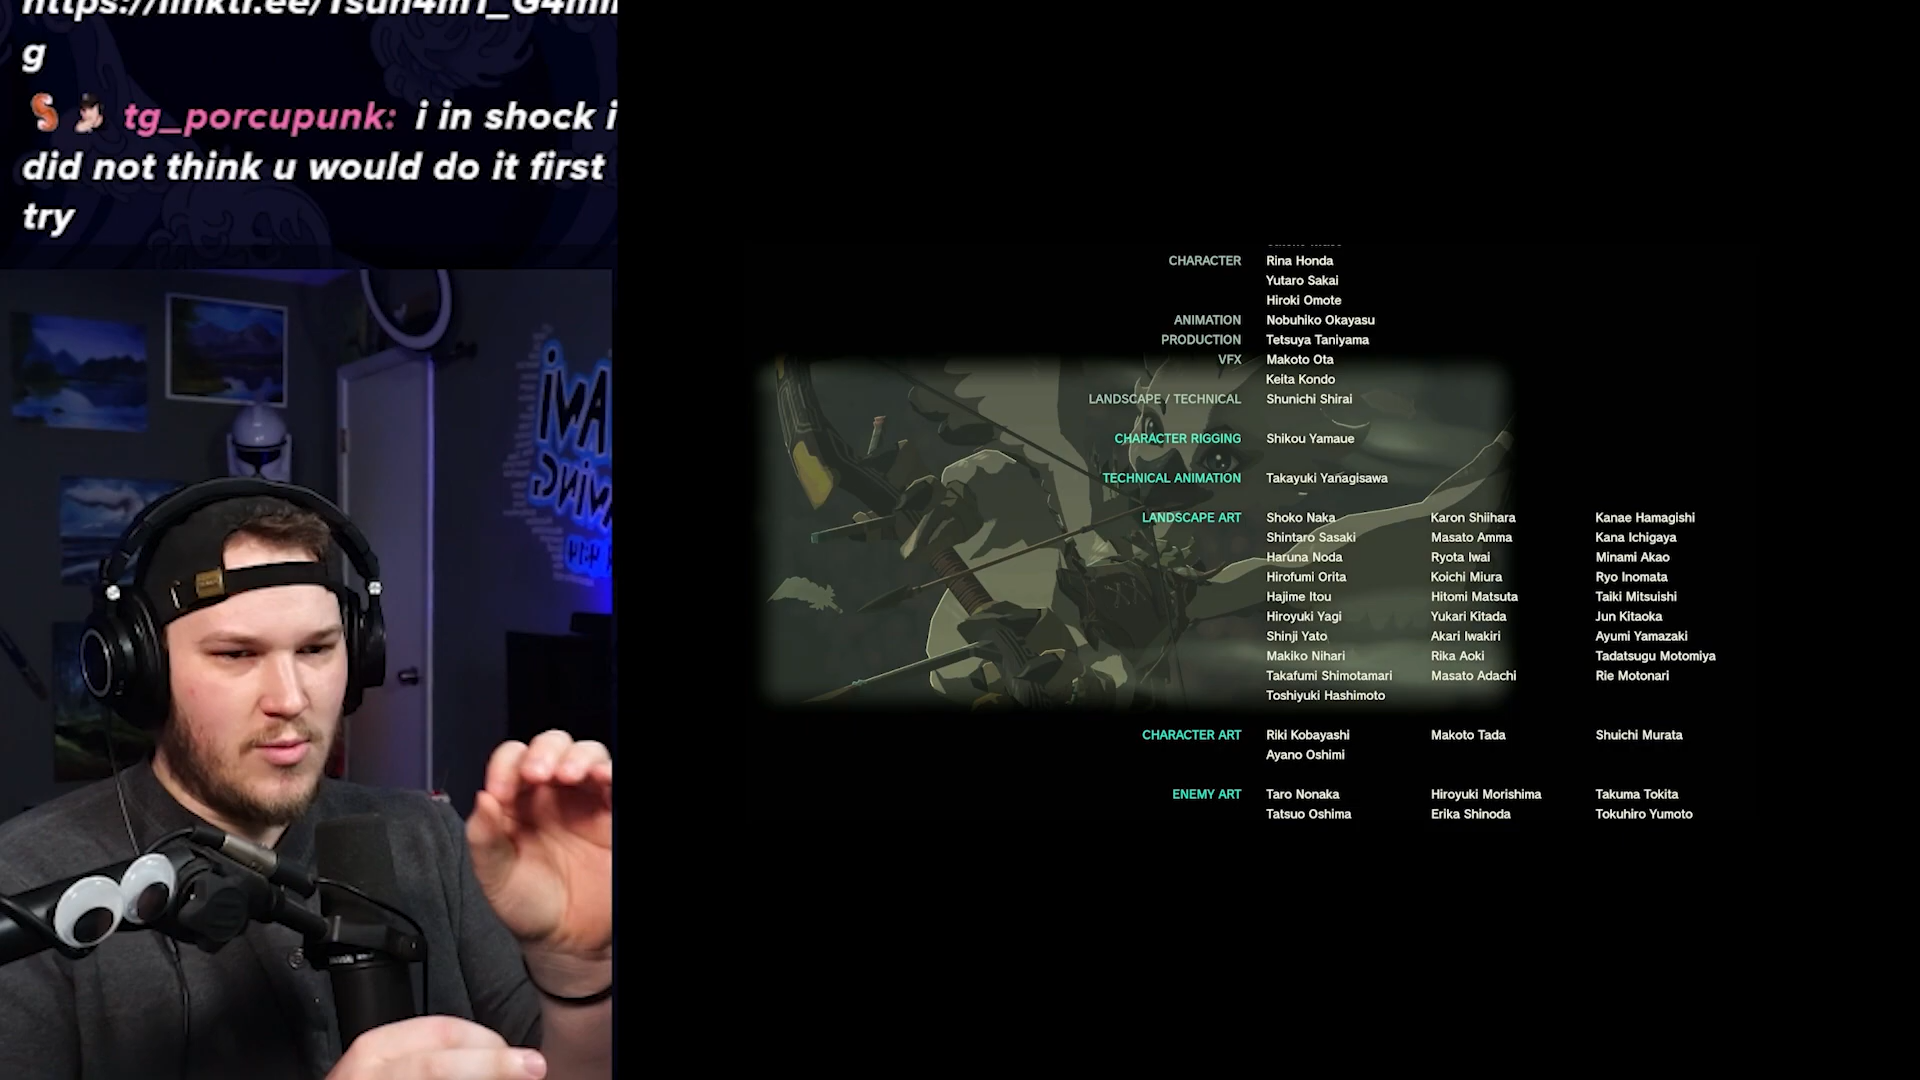 https://linktr.ee/Tsun4m1_G4min
g
tg_porcupunk: i in shock i
did not think u would do it first
try
CHARACTER Rina Honda
Yutaro Sakai
Hiroki Omote
ANIMATION Nobuhiko Okayasu
PRODUCTION Tetsuya Taniyama
VFX Makoto Ota
Keita Kondo
LANDSCAPE / TECHNICAL Shunichi Shirai
CHARACTER RIGGING Shikou Yamaue
TECHNICAL ANIMATION Takayuki Yanagisawa
LANDSCAPE ART Shoko Naka Karon Shiihara Kanae Hamagishi
Shintaro Sasaki Masato Amma Kana Ichigaya
Haruna Noda Ryota Iwai Minami Akao
Hirofumi Orita Koichi Miura Ryo Inomata
Hajime Itou Hitomi Matsuta Taiki Mitsuishi
Hiroyuki Yagi Yukari Kitada Jun Kitaoka
Shinji Yato Akari Iwakiri Ayumi Yamazaki
Makiko Nihari Rika Aoki Tadatsugu Motomiya
Takafumi Shimotamari Masato Adachi Rie Motonari
Toshiyuki Hashimoto
CHARACTER ART Riki Kobayashi Makoto Tada Shuichi Murata
Ayano Oshimi
ENEMY ART Taro Nonaka Hiroyuki Morishima Takuma Tokita
Tatsuo Oshima Erika Shinoda Tokuhiro Yumoto